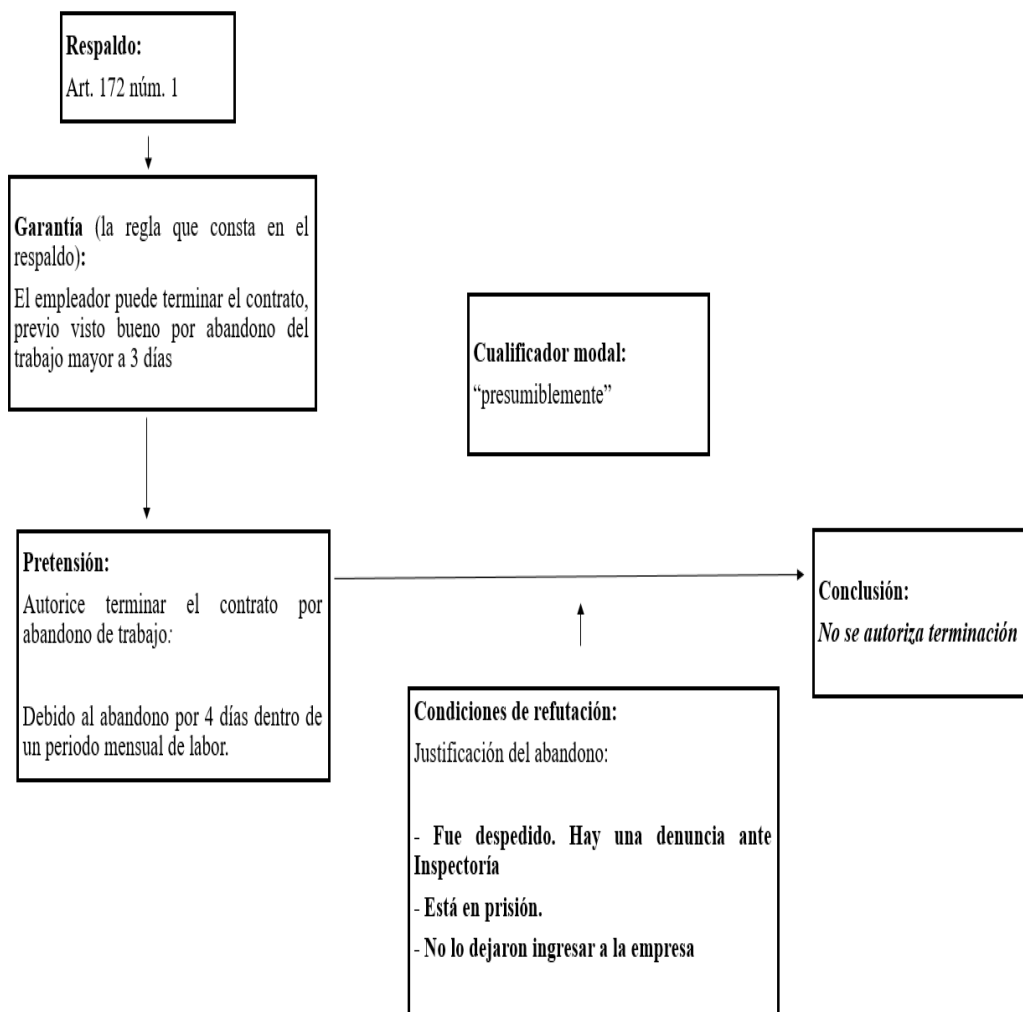 Respaldo:
Art. 172 núm. 1
Garantía (la regla que consta en el
respaldo):
El empleador puede terminar el contrato,
previo visto bueno por abandono del
trabajo mayor a 3 días
Cualificador modal:
“presumiblemente”
Pretensión:
Autorice terminar el contrato por
abandono de trabajo:
Debido al abandono por 4 días dentro de
un periodo mensual de labor.
Conclusión:
No se autoriza terminación
Condiciones de refutación:
Justificación del abandono:
- Fue despedido. Hay una denuncia ante
Inspectoría
- Está en prisión.
- No lo dejaron ingresar a la empresa